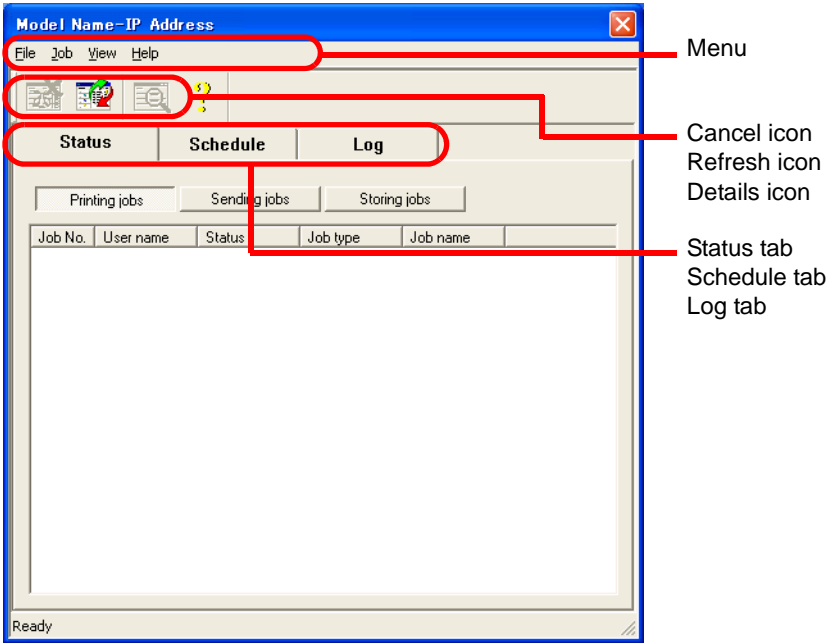 Model Name-IP Address
File Job View Help
Menu
Cancel icon
Refresh icon
Details icon
Status Schedule Log
Printing jobs Sending jobs Storing jobs
Job No. User name Status Job type Job name
Status tab
Schedule tab
Log tab
Ready